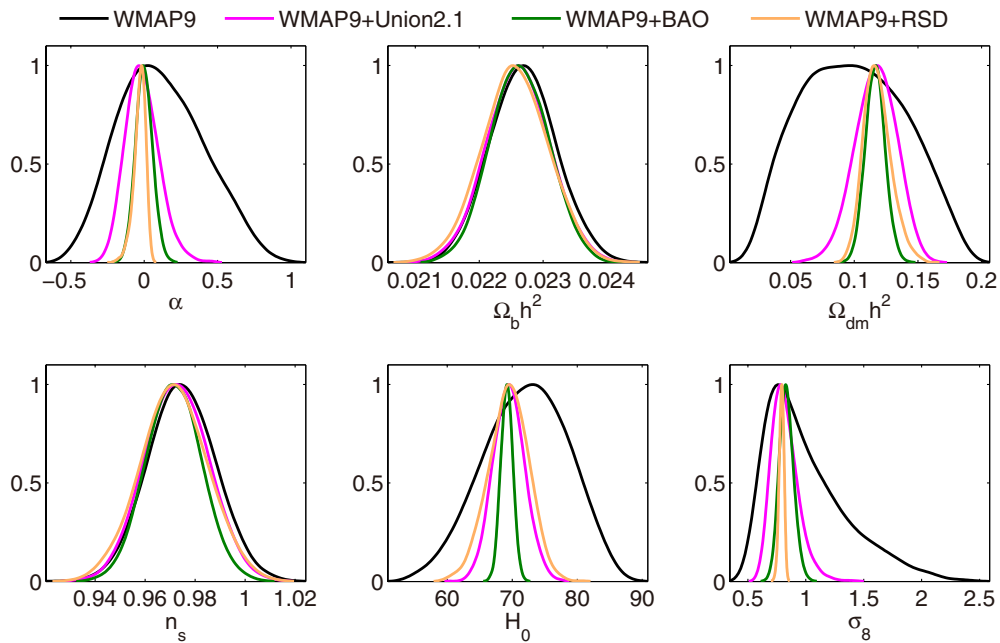 WMAP9 WMAP9+Union2.1 WMAP9+BAO WMAP9+RSD
1
0.5
0
−0.5 0 0.5 1
α
1
0.5
0
0.021 0.022 0.023 0.024
Ω_b h²
1
0.5
0
0.05 0.1 0.15 0.2
Ω_dm h²
1
0.5
0
0.94 0.96 0.98 1 1.02
n_s
1
0.5
0
60 70 80 90
H_0
1
0.5
0
0.5 1 1.5 2 2.5
σ_8